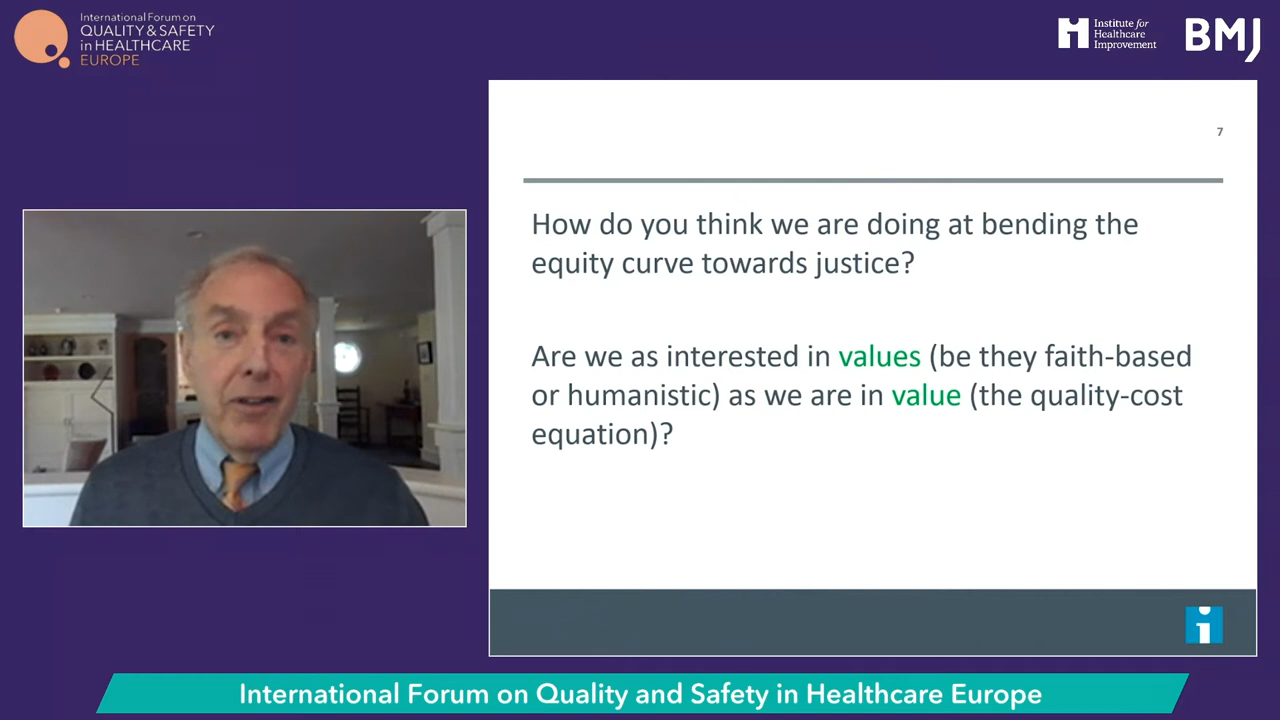 International Forum on
QUALITY & SAFETY
in HEALTHCARE
EUROPE
Institute for
Healthcare
Improvement
BMJ
7
How do you think we are doing at bending the
equity curve towards justice?
Are we as interested in values (be they faith-based
or humanistic) as we are in value (the quality-cost
equation)?
International Forum on Quality and Safety in Healthcare Europe